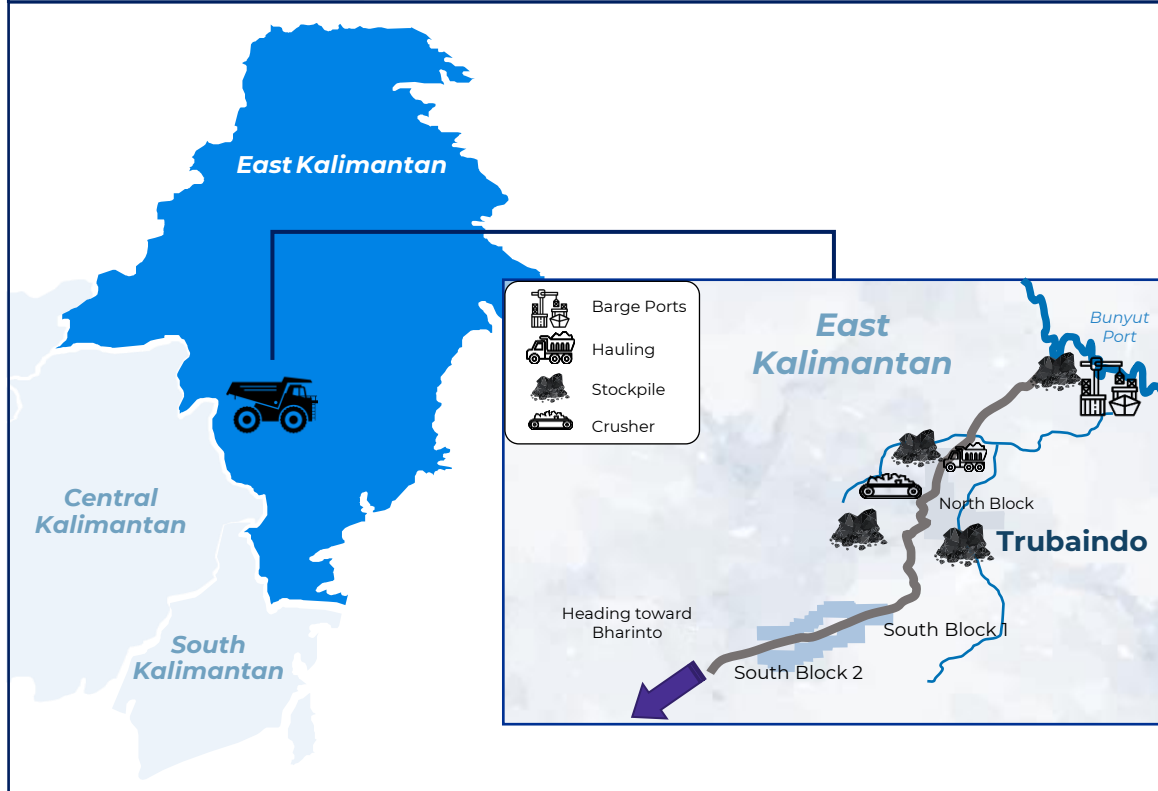 East Kalimantan
Central
Kalimantan
South
Kalimantan
Barge Ports
Hauling
Stockpile
Crusher
East
Kalimantan
Bunyut
Port
North Block
Trubaindo
Heading toward
Bharinto
South Block 1
South Block 2